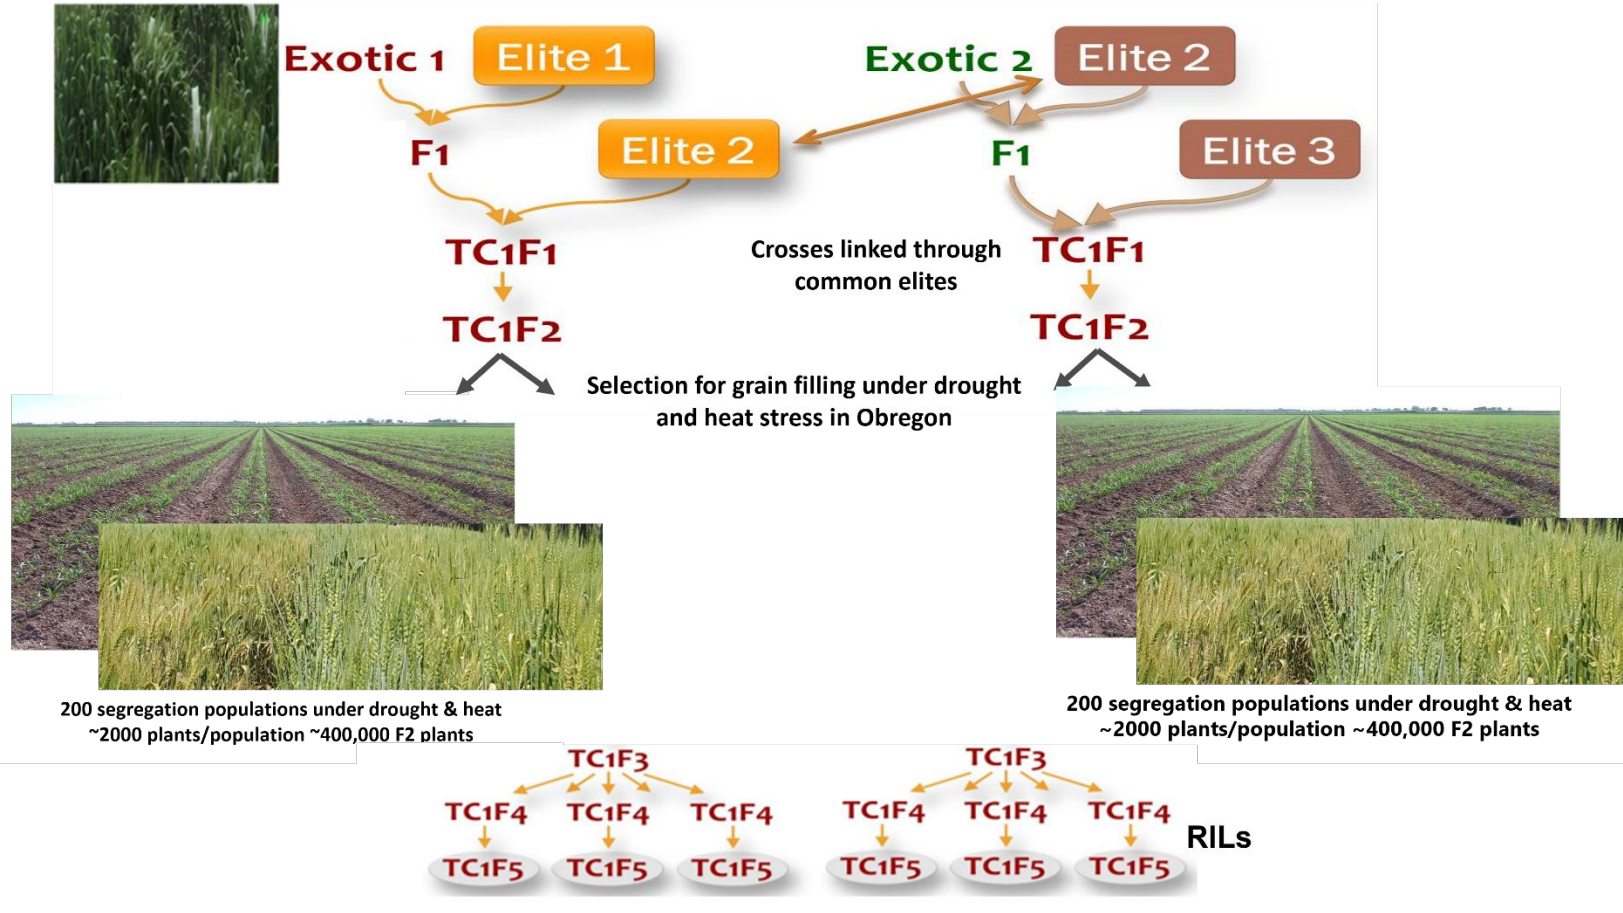 Exotic 1
Elite 1
Exotic 2
Elite 2
F1
Elite 2
F1
Elite 3
TC1F1
Crosses linked through
common elites
TC1F1
TC1F2
TC1F2
Selection for grain filling under drought
and heat stress in Obregon
200 segregation populations under drought & heat
~2000 plants/population ~400,000 F2 plants
200 segregation populations under drought & heat
~2000 plants/population ~400,000 F2 plants
TC1F3
TC1F3
TC1F4
TC1F4
TC1F4
TC1F4
TC1F4
TC1F4
RILs
TC1F5
TC1F5
TC1F5
TC1F5
TC1F5
TC1F5